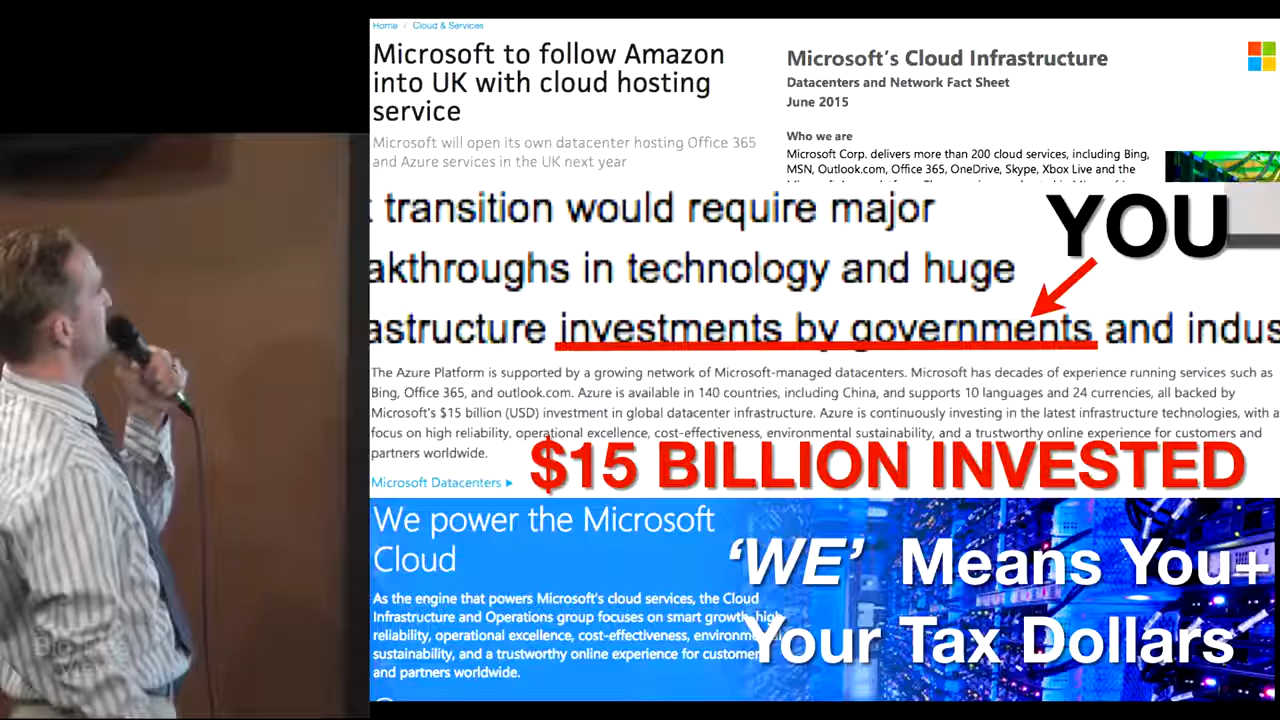 Home / Cloud & Services
Microsoft to follow Amazon
into UK with cloud hosting
service
Microsoft will open its own datacenter hosting Office 365
and Azure services in the UK next year
Microsoft's Cloud Infrastructure
Datacenters and Network Fact Sheet
June 2015
Who we are
Microsoft Corp. delivers more than 200 cloud services, including Bing,
MSN, Outlook.com, Office 365, OneDrive, Skype, Xbox Live and the
transition would require major
YOU
akthroughs in technology and huge
astructure investments by governments and indus
The Azure Platform is supported by a growing network of Microsoft-managed datacenters. Microsoft has decades of experience running services such as
Bing, Office 365, and outlook.com. Azure is available in 140 countries, including China, and supports 10 languages and 24 currencies, all backed by
Microsoft's $15 billion (USD) investment in global datacenter infrastructure. Azure is continuously investing in the latest infrastructure technologies, with a
focus on high reliability, operational excellence, cost-effectiveness, environmental sustainability, and a trustworthy online experience for customers and
partners worldwide.
$15 BILLION INVESTED
Microsoft Datacenters ▸
We power the Microsoft
Cloud
'WE' Means You+
Your Tax Dollars
As the engine that powers Microsoft's cloud services, the Cloud
Infrastructure and Operations group focuses on smart growth, high
reliability, operational excellence, cost-effectiveness, environmental
sustainability, and a trustworthy online experience for customers
and partners worldwide.